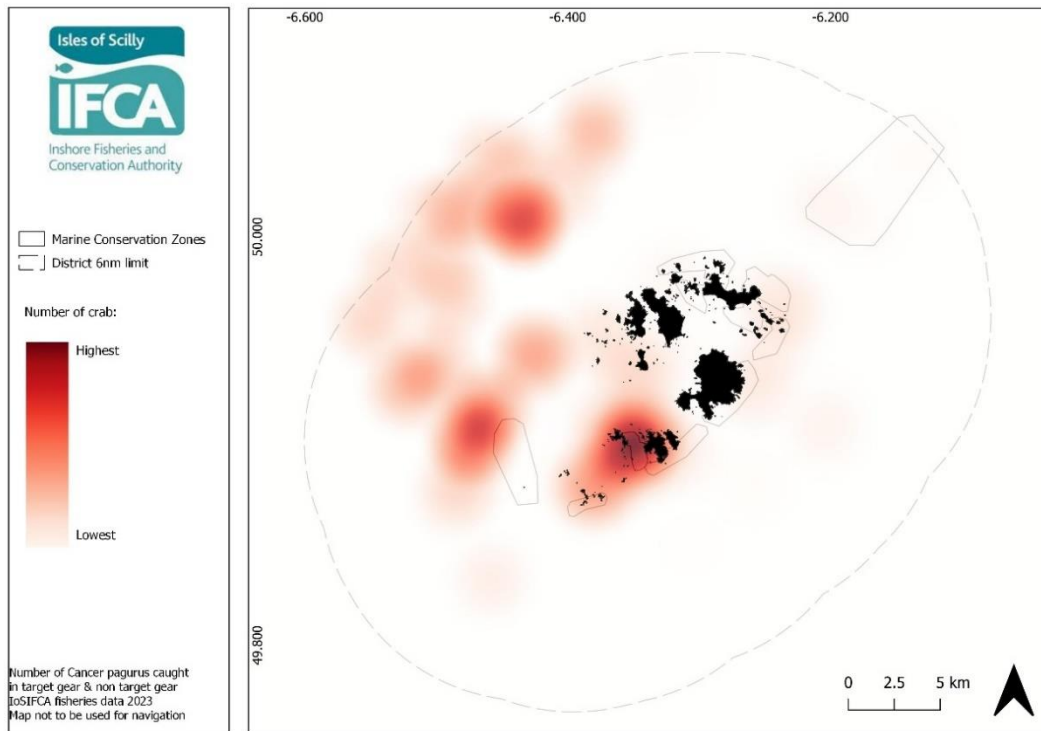 Isles of Scilly
IFCA
Inshore Fisheries and
Conservation Authority
Marine Conservation Zones
District 6nm limit
Number of crab:
Highest
Lowest
Number of Cancer pagurus caught
in target gear & non target gear
IoSIFCA fisheries data 2023
Map not to be used for navigation
-6.600
-6.400
-6.200
50.000
49.800
0 2.5 5 km